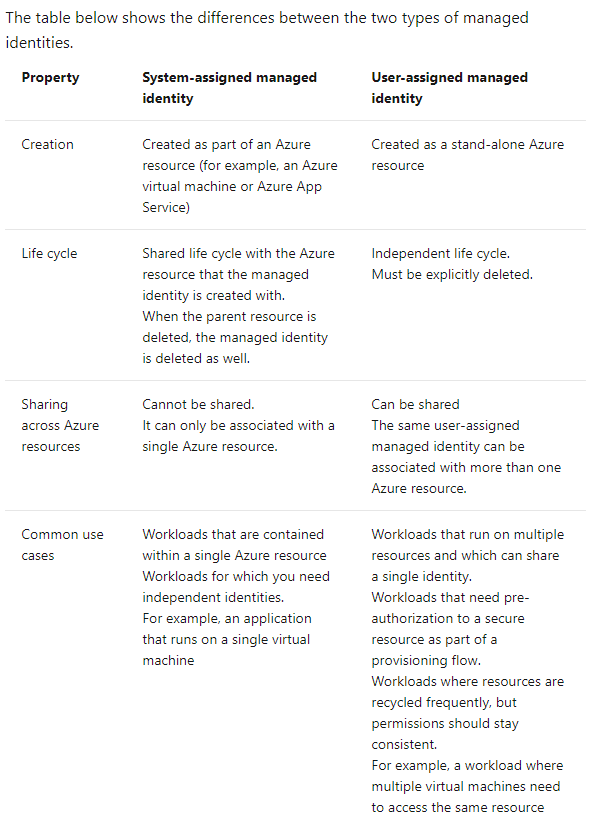 The table below shows the differences between the two types of managed
identities.
Property
System-assigned managed
identity
User-assigned managed
identity
Creation
Created as part of an Azure
resource (for example, an Azure
virtual machine or Azure App
Service)
Created as a stand-alone Azure
resource
Life cycle
Shared life cycle with the Azure
resource that the managed
identity is created with.
When the parent resource is
deleted, the managed identity
is deleted as well.
Independent life cycle.
Must be explicitly deleted.
Sharing
across Azure
resources
Cannot be shared.
It can only be associated with a
single Azure resource.
Can be shared
The same user-assigned
managed identity can be
associated with more than one
Azure resource.
Common use
cases
Workloads that are contained
within a single Azure resource
Workloads for which you need
independent identities.
For example, an application
that runs on a single virtual
machine
Workloads that run on multiple
resources and which can share
a single identity.
Workloads that need pre-
authorization to a secure
resource as part of a
provisioning flow.
Workloads where resources are
recycled frequently, but
permissions should stay
consistent.
For example, a workload where
multiple virtual machines need
to access the same resource